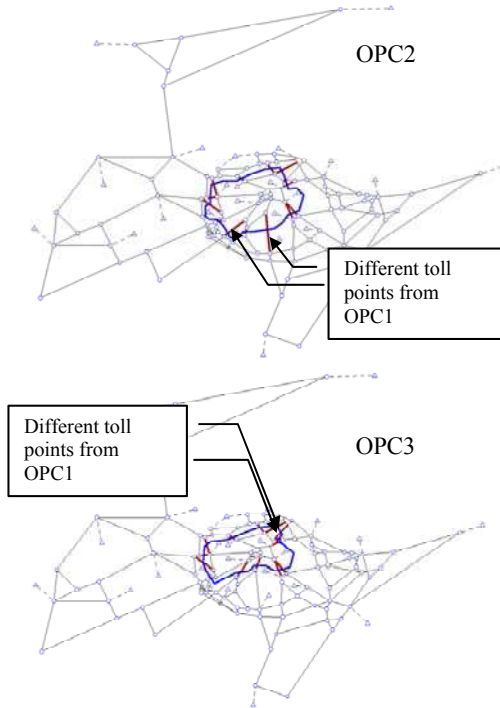 OPC2
Different toll
points from
OPC1
Different toll
points from
OPC1
OPC3